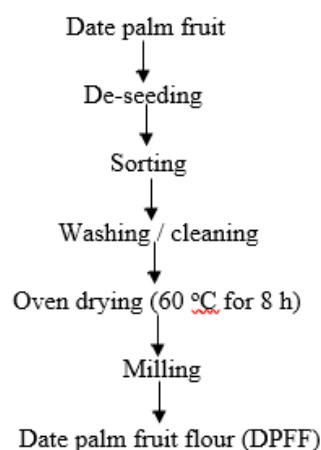 Date palm fruit
De-seeding
Sorting
Washing / cleaning
Oven drying (60 ºC for 8 h)
Milling
Date palm fruit flour (DPFF)